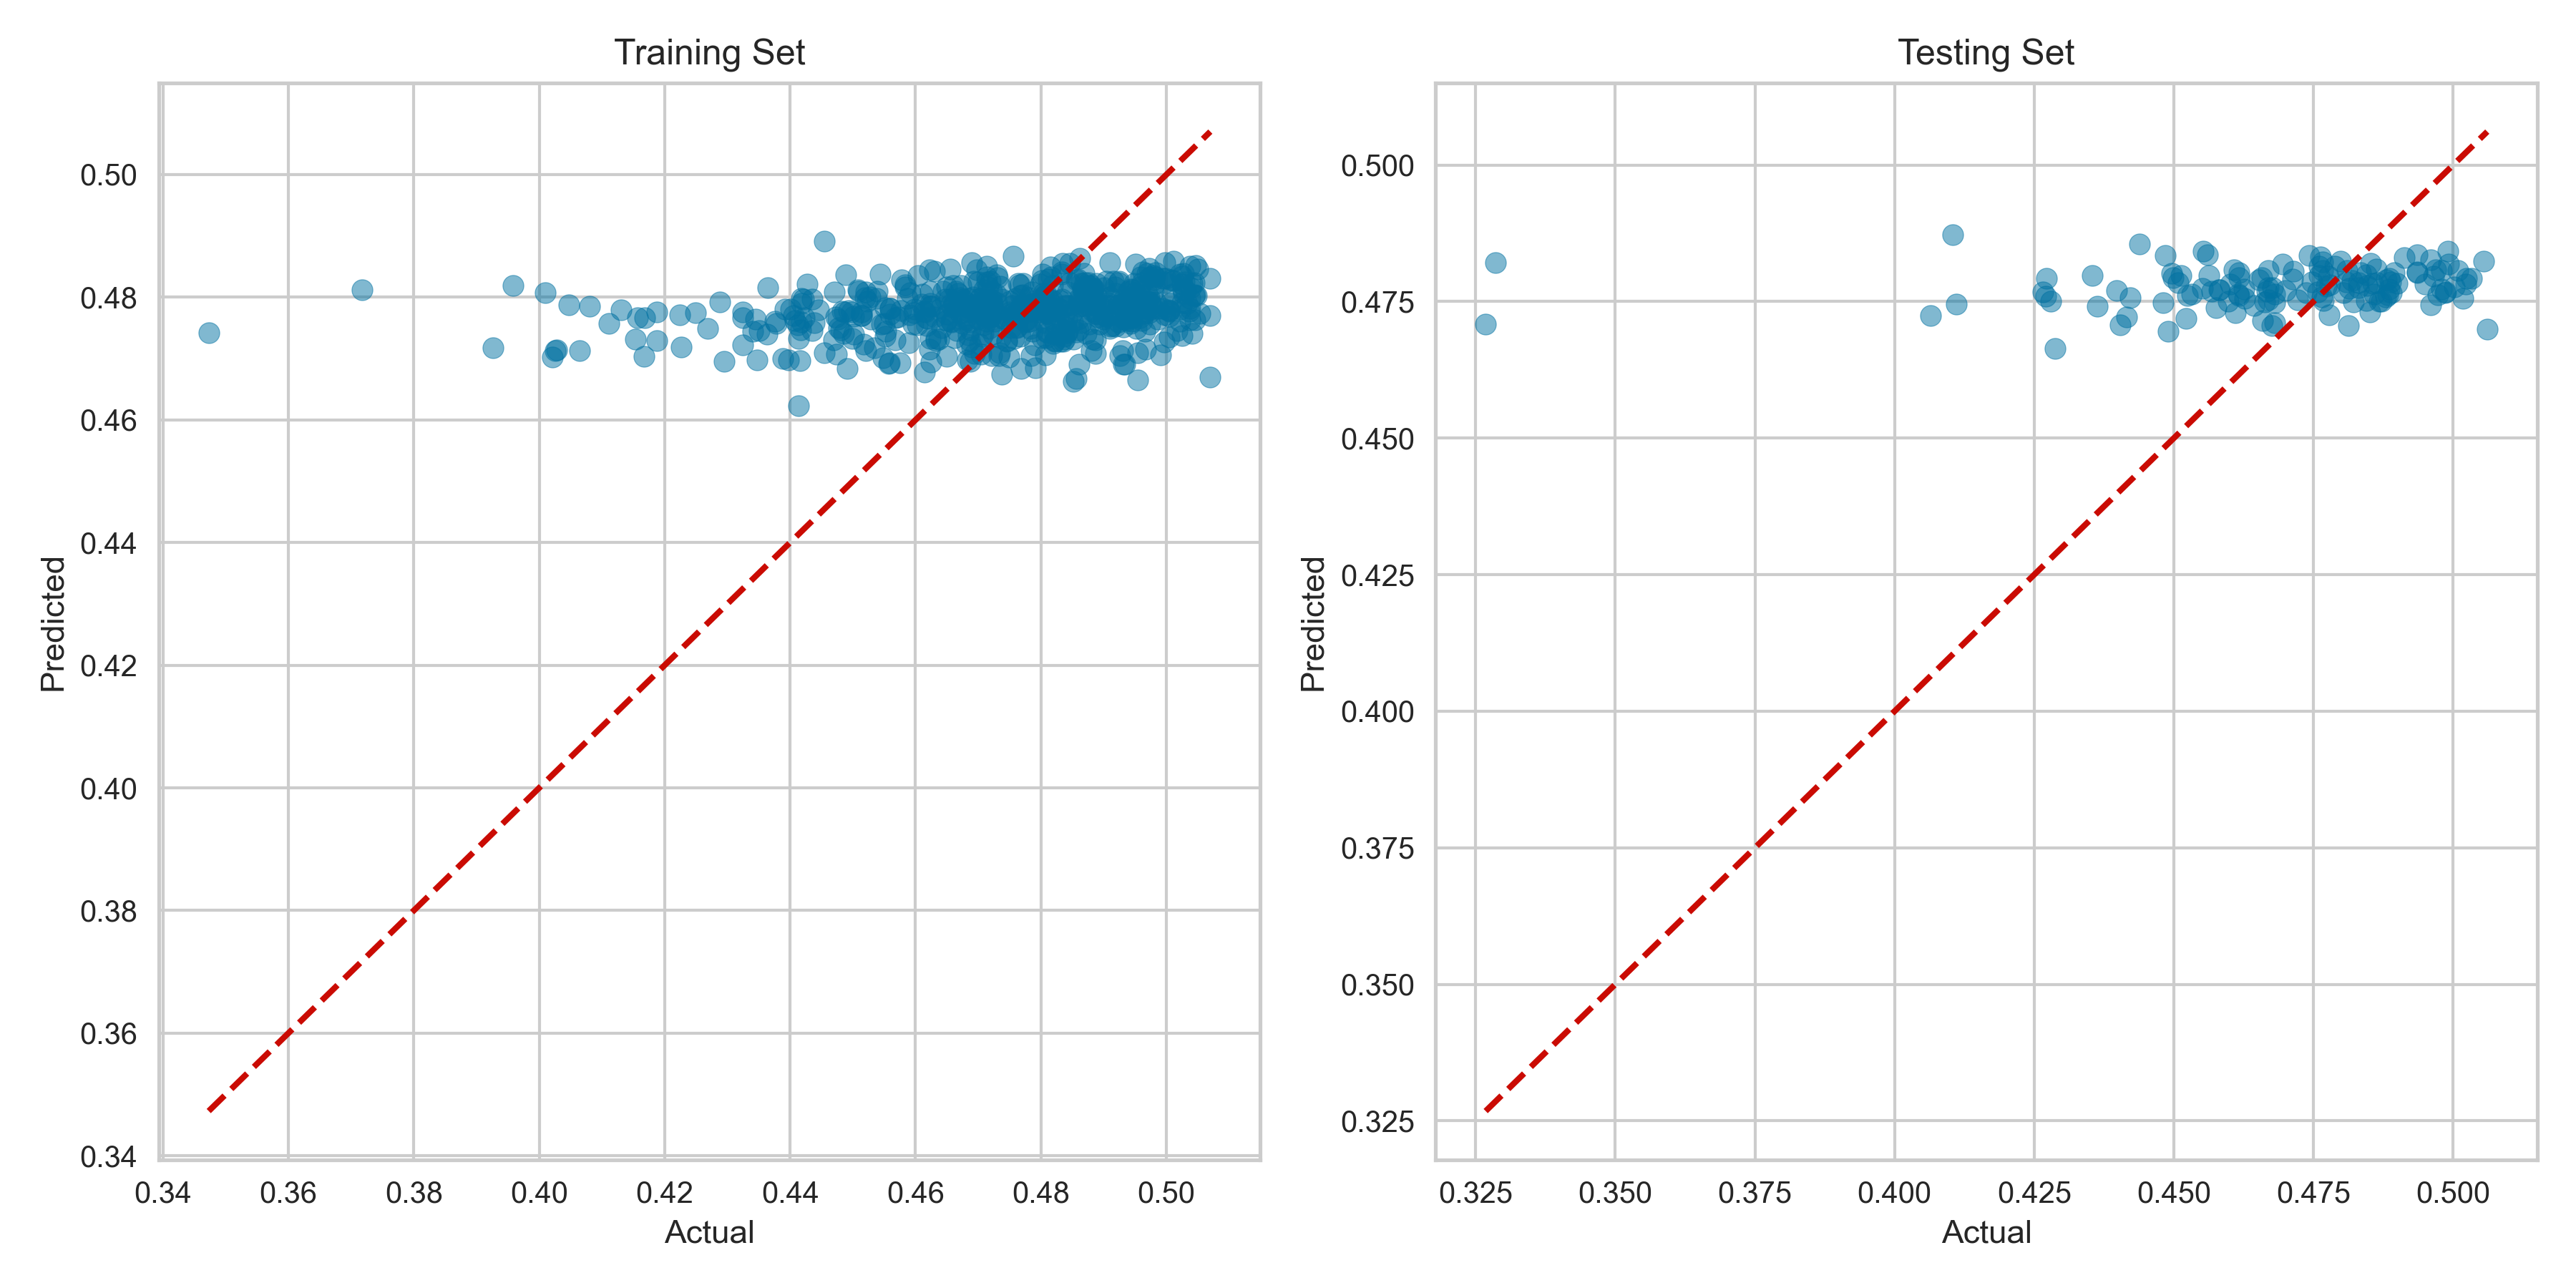 Training Set
Predicted
0.50
0.48
0.46
0.44
0.42
0.40
0.38
0.36
0.34
0.34 0.36 0.38 0.40 0.42 0.44 0.46 0.48 0.50
Actual
Testing Set
Predicted
0.500
0.475
0.450
0.425
0.400
0.375
0.350
0.325
0.325 0.350 0.375 0.400 0.425 0.450 0.475 0.500
Actual